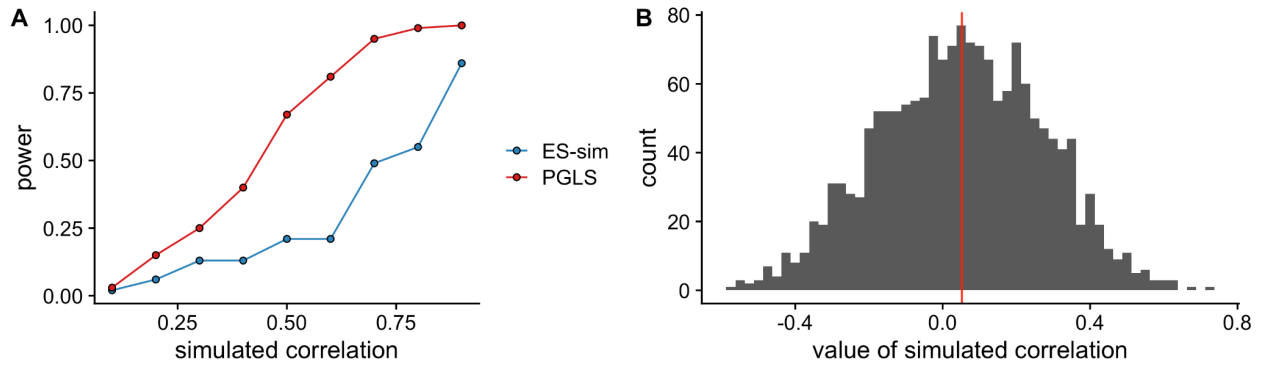 A
1.00
0.75
0.50
0.25
0.00
power
0.25 0.50 0.75
simulated correlation
ES-sim
PGLS
B
80
60
40
20
0
count
-0.4 0.0 0.4 0.8
value of simulated correlation